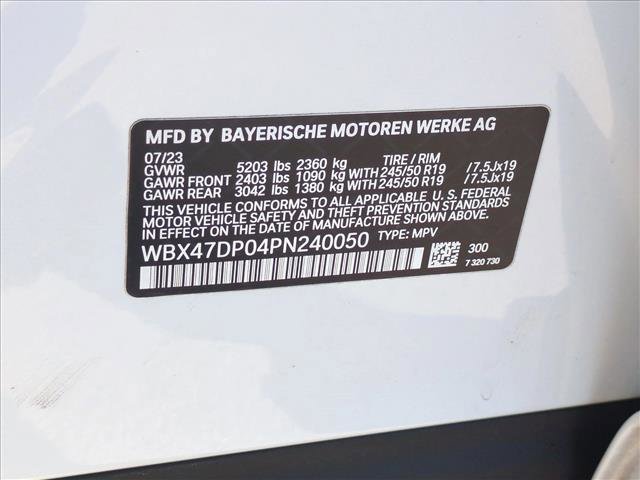 MFD BY BAYERISCHE MOTOREN WERKE AG
07/23
GVWR 5203 lbs 2360 kg TIRE / RIM
GAWR FRONT 2403 lbs 1090 kg WITH 245/50 R19 /7.5Jx19
GAWR REAR 3042 lbs 1380 kg WITH 245/50 R19 /7.5Jx19
THIS VEHICLE CONFORMS TO ALL APPLICABLE U. S. FEDERAL
MOTOR VEHICLE SAFETY, BUMPER, AND THEFT PREVENTION STANDARDS
IN EFFECT ON THE DATE OF MANUFACTURE SHOWN ABOVE.
WBX47DP04PN240050 TYPE: MPV
300
7 320 730